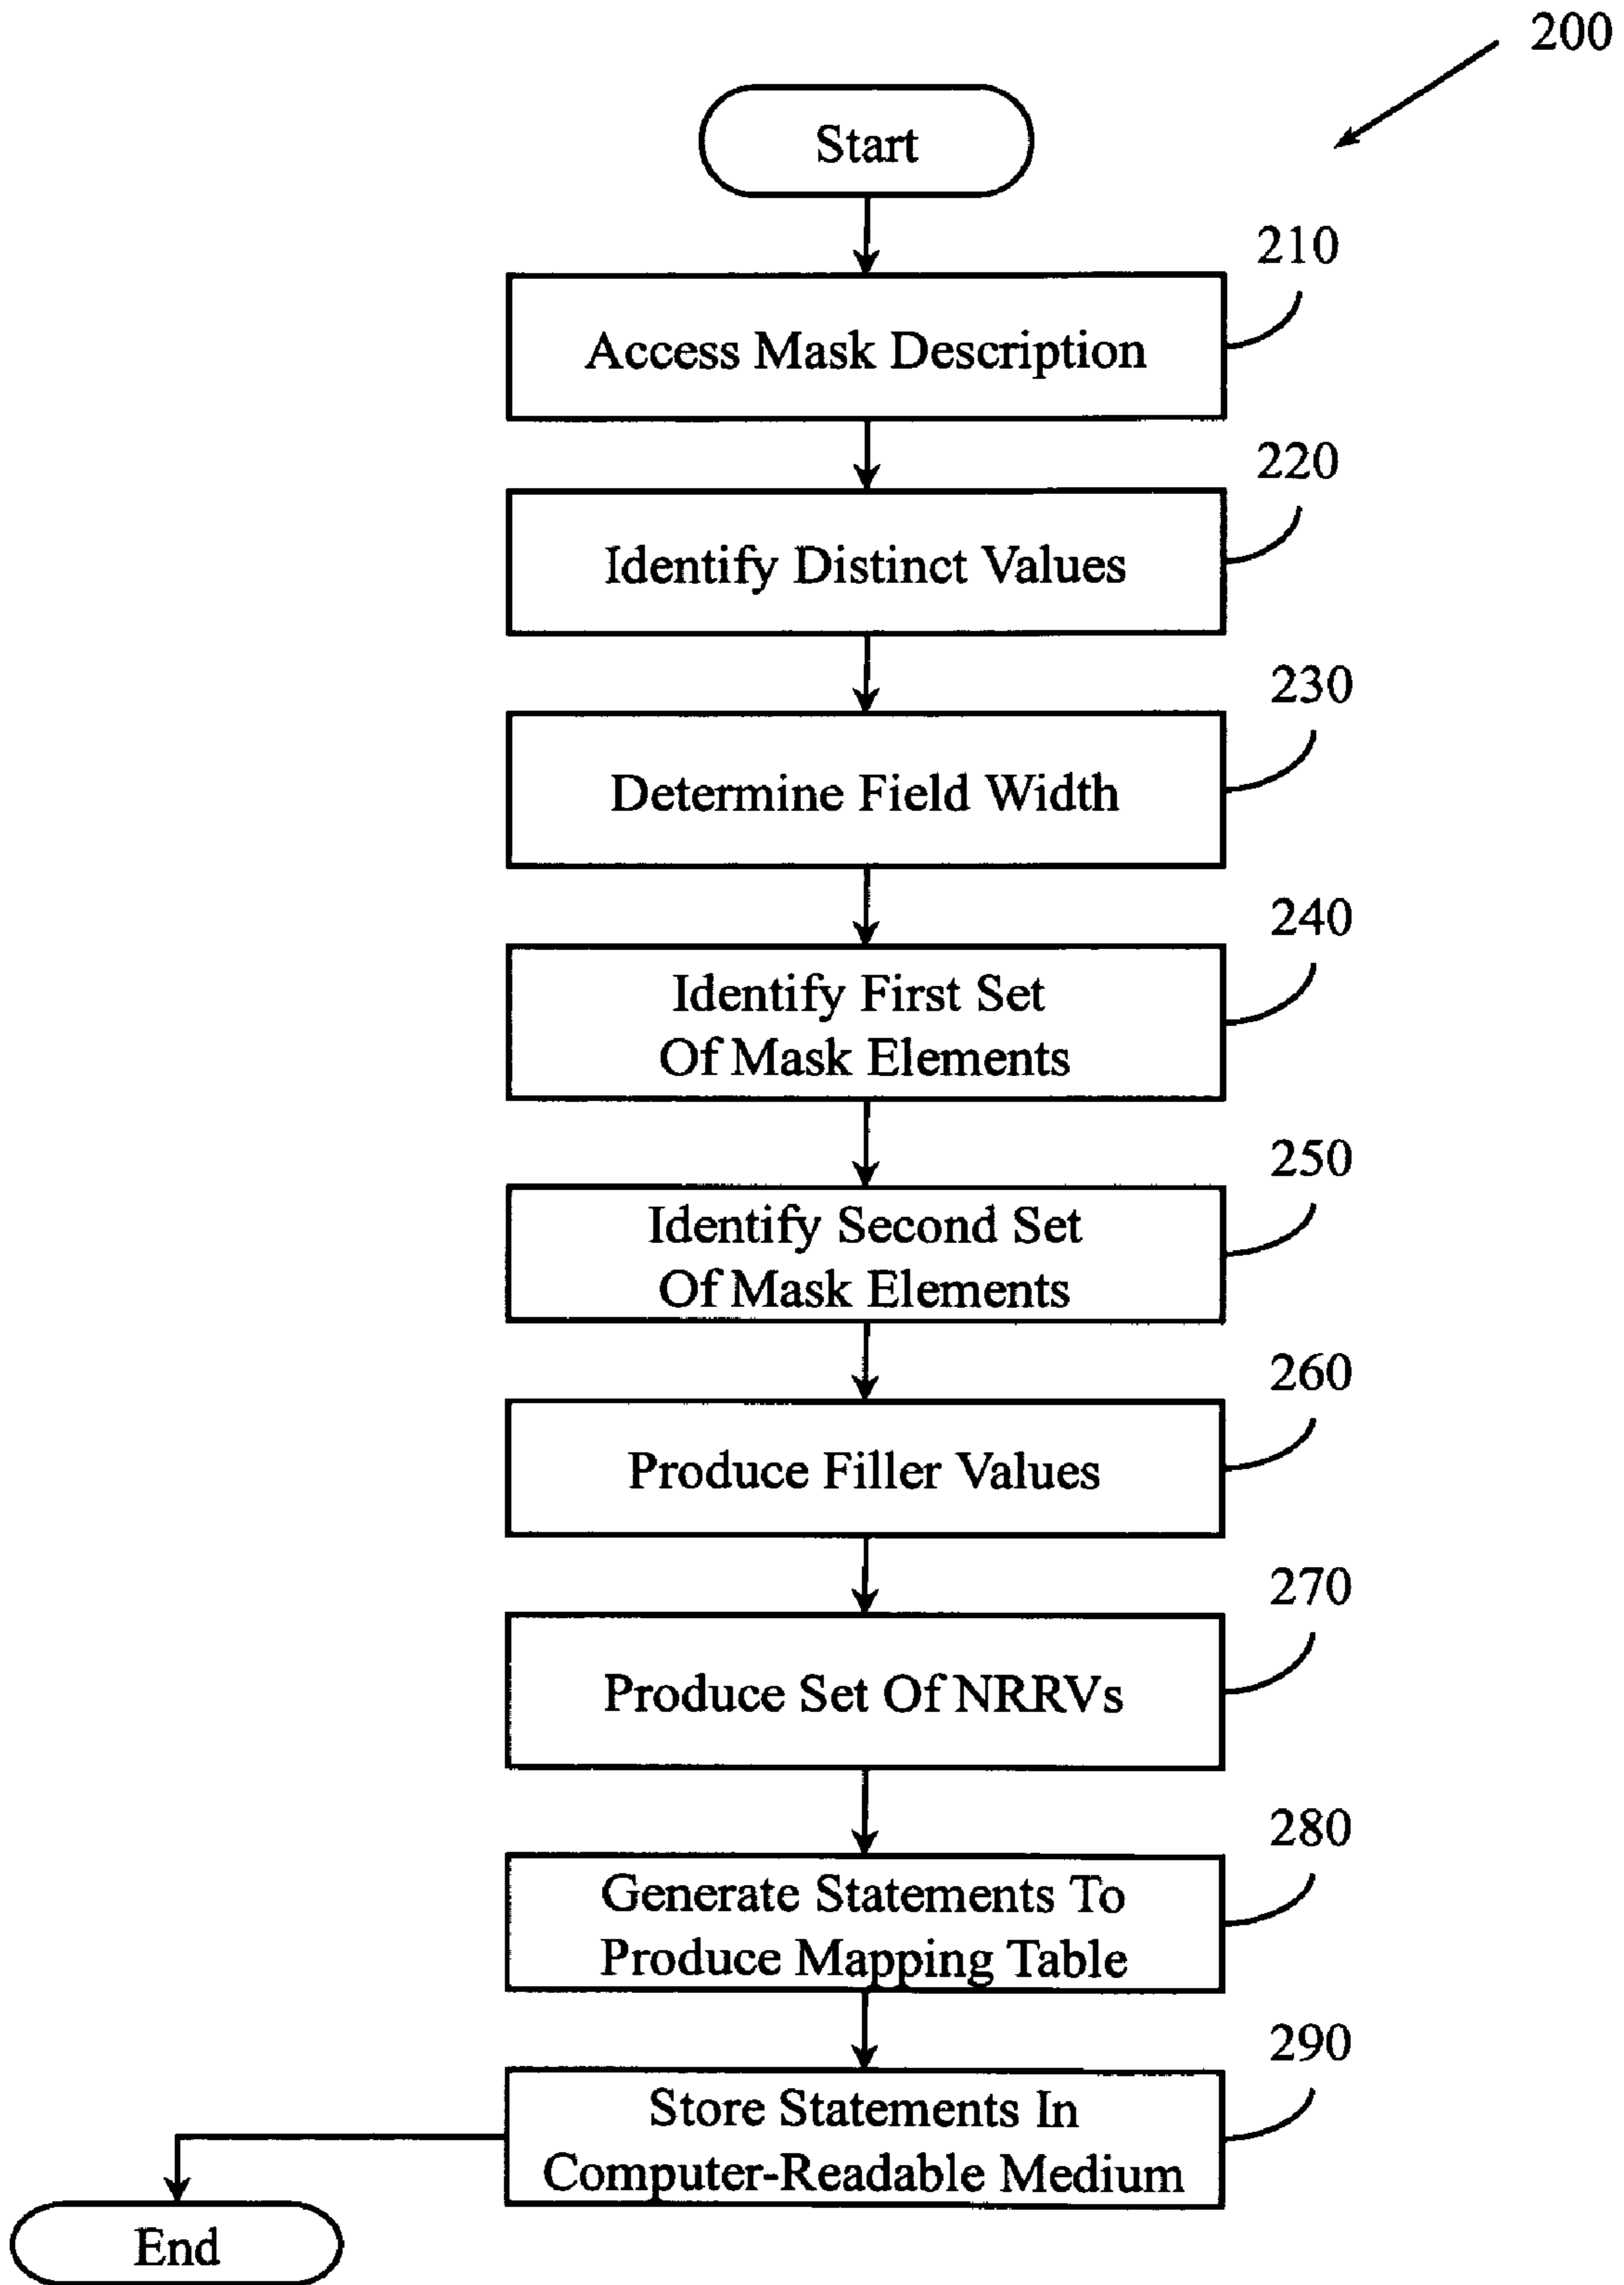 200
Start
210
Access Mask Description
220
Identify Distinct Values
230
Determine Field Width
240
Identify First Set
Of Mask Elements
250
Identify Second Set
Of Mask Elements
260
Produce Filler Values
270
Produce Set Of NRRVs
280
Generate Statements To
Produce Mapping Table
290
Store Statements In
Computer-Readable Medium
End